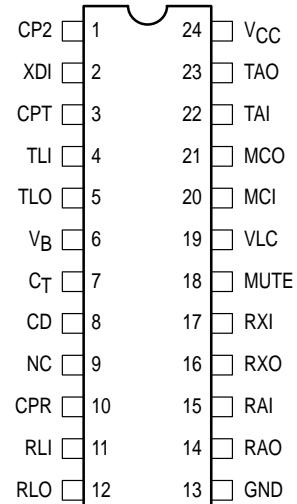 CP2 1 24 VCC
XDI 2 23 TAO
CPT 3 22 TAI
TLI 4 21 MCO
TLO 5 20 MCI
VB 6 19 VLC
CT 7 18 MUTE
CD 8 17 RXI
NC 9 16 RXO
CPR 10 15 RAI
RLI 11 14 RAO
RLO 12 13 GND